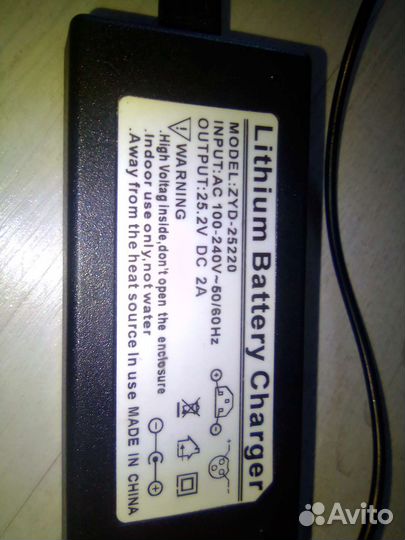 Lithium Battery Charger
MODEL:ZYD-25220
INPUT:AC 100-240V~50/60Hz
OUTPUT:25.2V DC 2A
WARNING
.High Voltag Inside,don't open the enclosure
.Indoor use only,not water
.Away from the heat source In use MADE IN CHINA
Avito